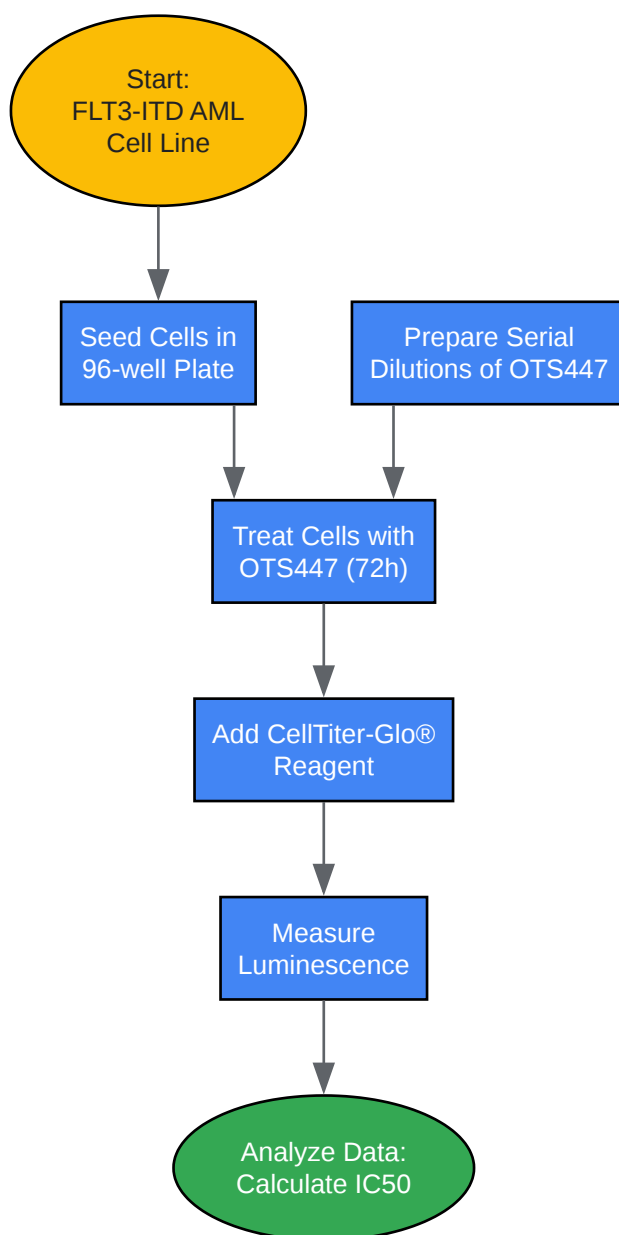 Start:
FLT3-ITD AML
Cell Line
Seed Cells in
96-well Plate
Prepare Serial
Dilutions of OTS447
Treat Cells with
OTS447 (72h)
Add CellTiter-Glo®
Reagent
Measure
Luminescence
Analyze Data:
Calculate IC50